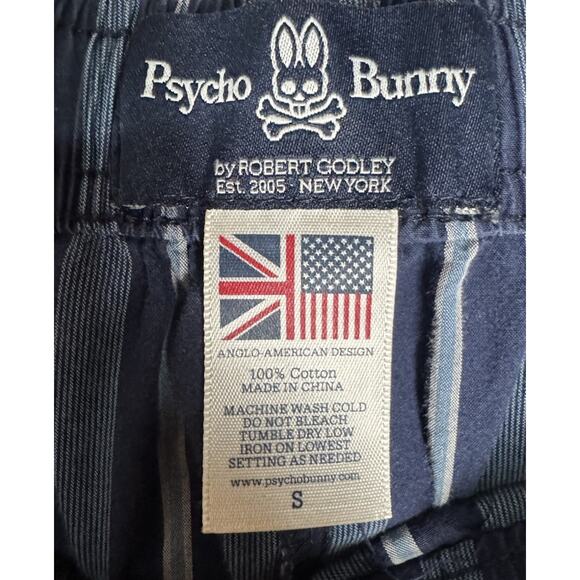 Psycho Bunny
by ROBERT GODLEY
Est. 2005 · NEW YORK
ANGLO-AMERICAN DESIGN
100% Cotton
MADE IN CHINA
MACHINE WASH COLD
DO NOT BLEACH
TUMBLE DRY LOW
IRON ON LOWEST
SETTING AS NEEDED
www.psychobunny.com
S